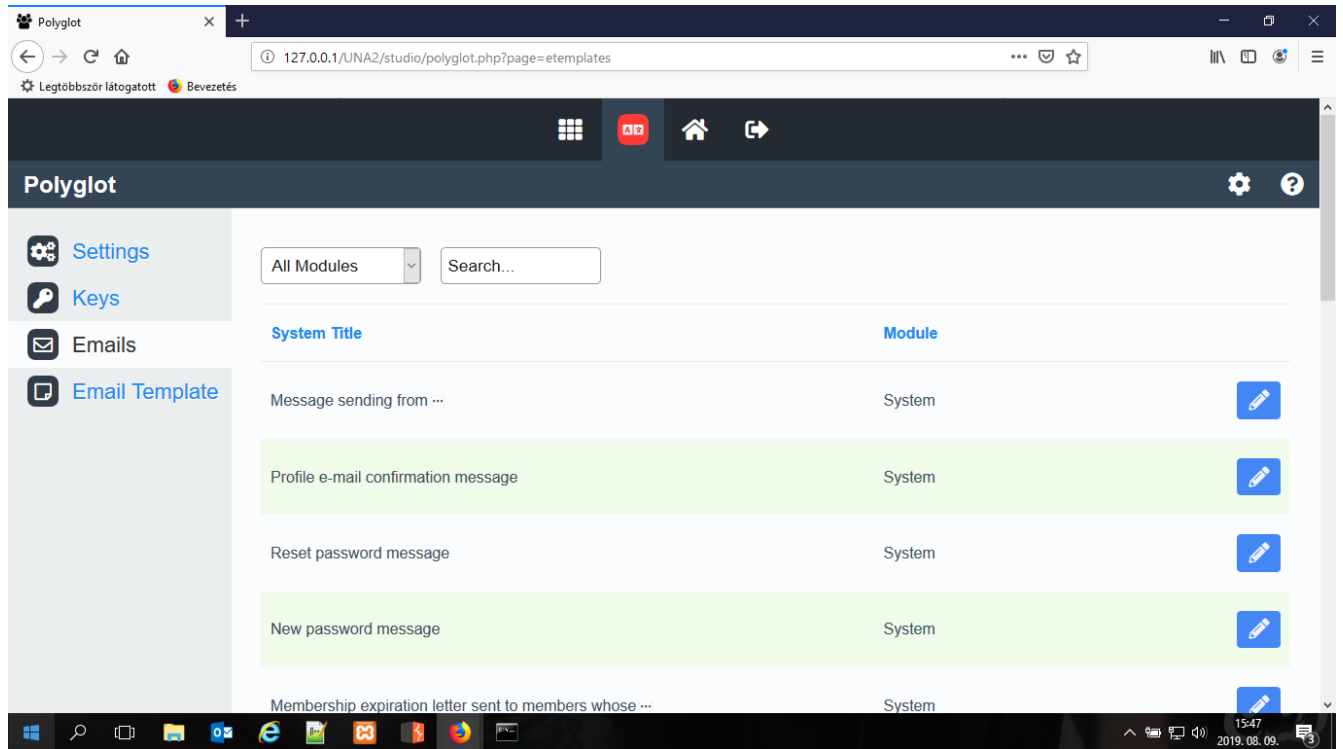 Polyglot
127.0.0.1/UNA2/studio/polyglot.php?page=etemplates
Legtöbbször látogatott Bevezetés
Polyglot
Settings
Keys
Emails
Email Template
All Modules Search...
System Title Module
Message sending from ... System
Profile e-mail confirmation message System
Reset password message System
New password message System
Membership expiration letter sent to members whose ... System
15:47
2019. 08. 09.
3